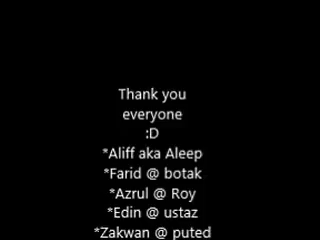 Thank you
everyone
:D
*Aliff aka Aleep
*Farid @ botak
*Azrul @ Roy
*Edin @ ustaz
*Zakwan @ puted